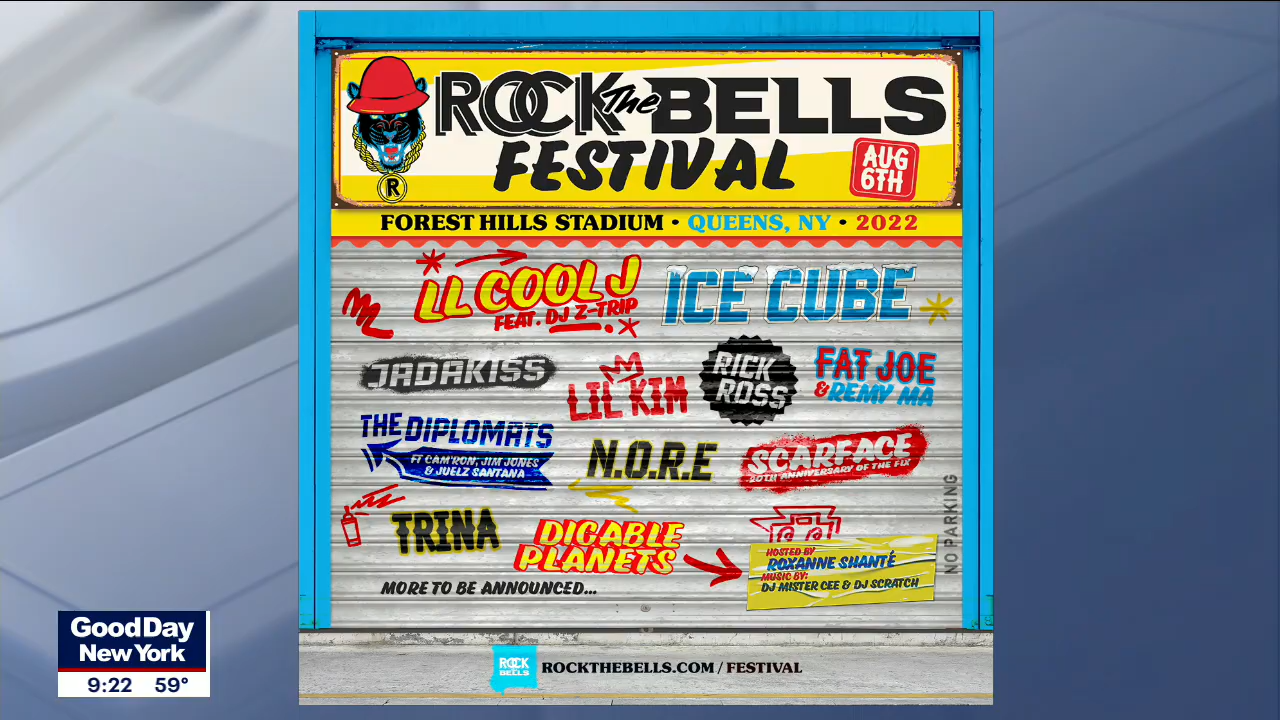 ROCK The BELLS
FESTIVAL
AUG
6TH
R
FOREST HILLS STADIUM • QUEENS, NY • 2022
LL COOL J
FEAT. DJ Z-TRIP
ICE CUBE
JADAKISS
LIL KIM
RICK
ROSS
FAT JOE
& REMY MA
THE DIPLOMATS
FT CAM'RON, JIM JONES
& JUELZ SANTANA
N.O.R.E
SCARFACE
20TH ANNIVERSARY OF THE FIX
TRINA
DIGABLE
PLANETS
HOSTED BY
ROXANNE SHANTÉ
MUSIC BY:
DJ MISTER CEE & DJ SCRATCH
NO PARKING
MORE TO BE ANNOUNCED...
ROCK
THE
BELLS
ROCKTHEBELLS.COM / FESTIVAL
GoodDay
New York
9:22 59°